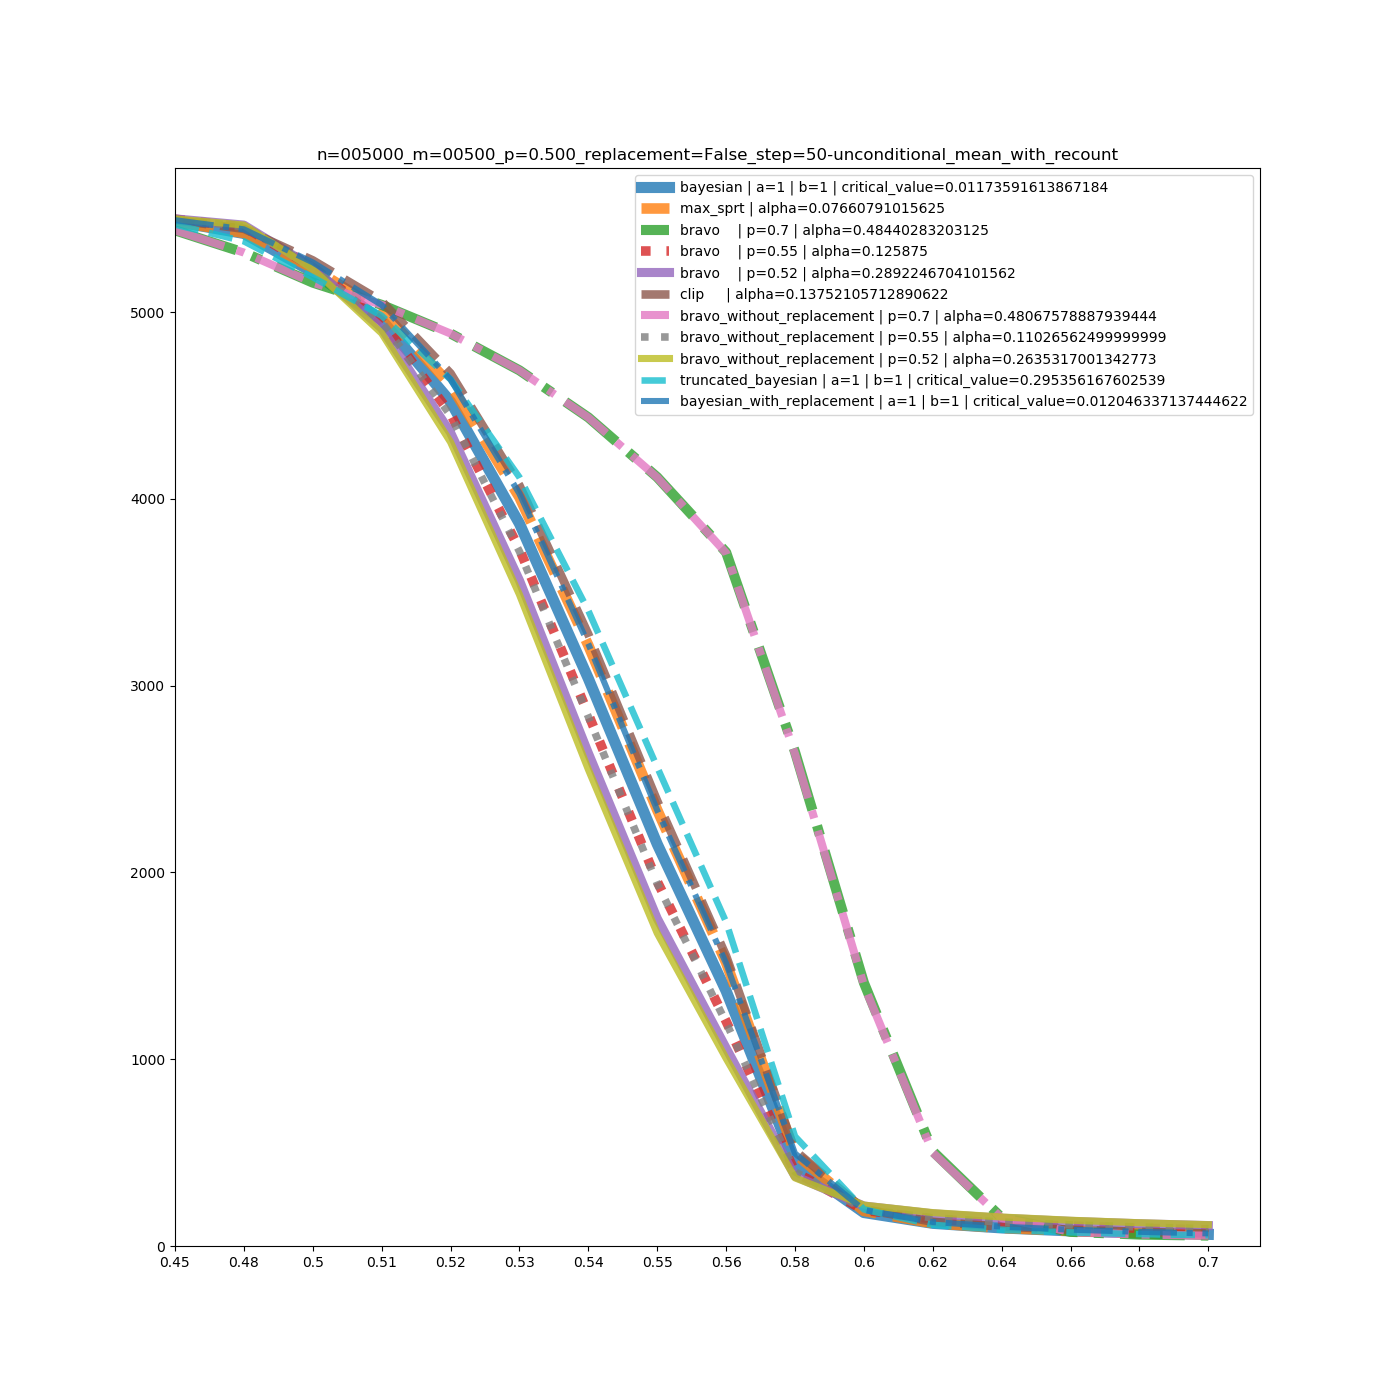 n=005000_m=00500_p=0.500_replacement=False_step=50-unconditional_mean_with_recount
bayesian | a=1 | b=1 | critical_value=0.01173591613867184
max_sprt | alpha=0.07660791015625
bravo    | p=0.7 | alpha=0.48440283203125
bravo    | p=0.55 | alpha=0.125875
bravo    | p=0.52 | alpha=0.2892246704101562
clip     | alpha=0.13752105712890622
bravo_without_replacement | p=0.7 | alpha=0.48067578887939444
bravo_without_replacement | p=0.55 | alpha=0.11026562499999999
bravo_without_replacement | p=0.52 | alpha=0.2635317001342773
truncated_bayesian | a=1 | b=1 | critical_value=0.295356167602539
bayesian_with_replacement | a=1 | b=1 | critical_value=0.012046337137444622
5000
4000
3000
2000
1000
0
0.45 0.48 0.5 0.51 0.52 0.53 0.54 0.55 0.56 0.58 0.6 0.62 0.64 0.66 0.68 0.7